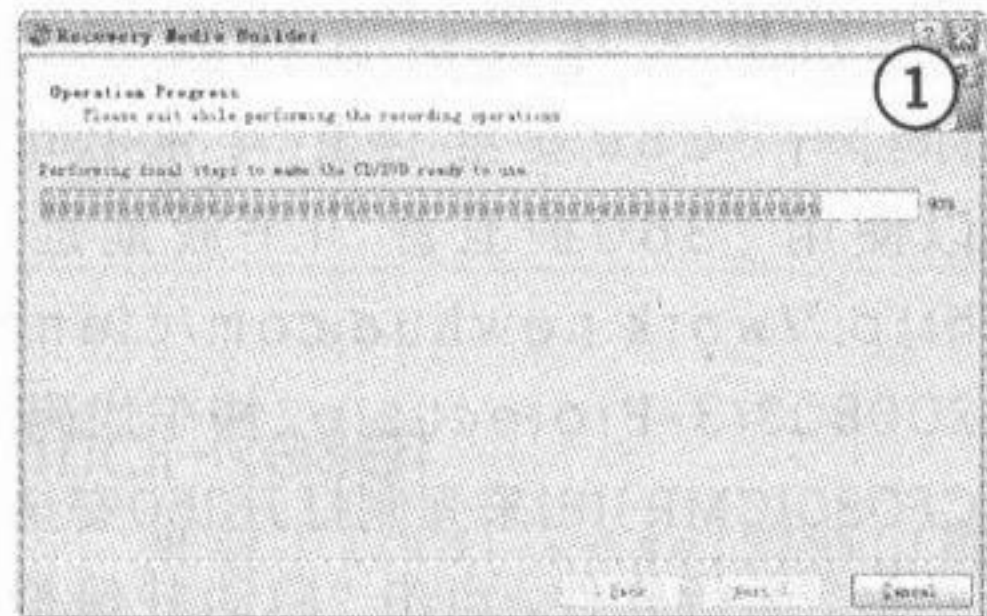 Recovery Media Builder
1
Operation Progress
Please wait while performing the recording operations
Performing final steps to make the CD/DVD ready to use
< Back
Next >
Cancel